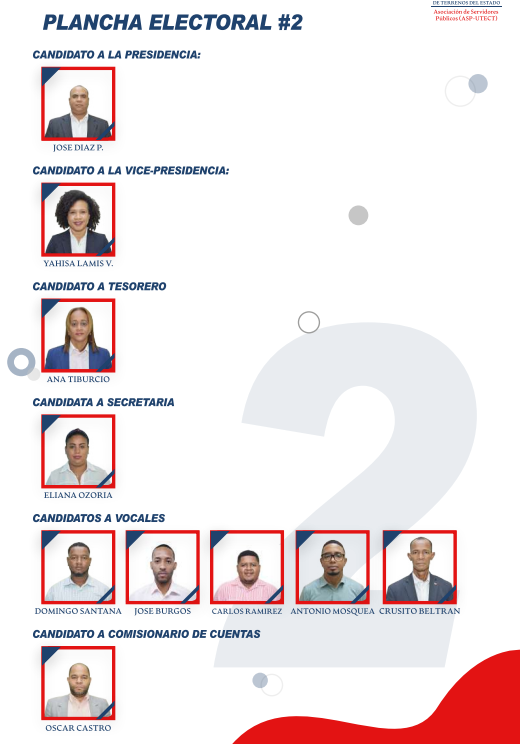 DE TERRENOS DEL ESTADO
Asociación de Servidores
Públicos (ASP-UTECT)
PLANCHA ELECTORAL #2
CANDIDATO A LA PRESIDENCIA:
JOSE DIAZ P.
CANDIDATO A LA VICE-PRESIDENCIA:
YAHISA LAMIS V.
CANDIDATO A TESORERO
ANA TIBURCIO
CANDIDATA A SECRETARIA
ELIANA OZORIA
CANDIDATOS A VOCALES
DOMINGO SANTANA JOSE BURGOS CARLOS RAMIREZ ANTONIO MOSQUEA CRUSITO BELTRAN
CANDIDATO A COMISIONARIO DE CUENTAS
OSCAR CASTRO
2